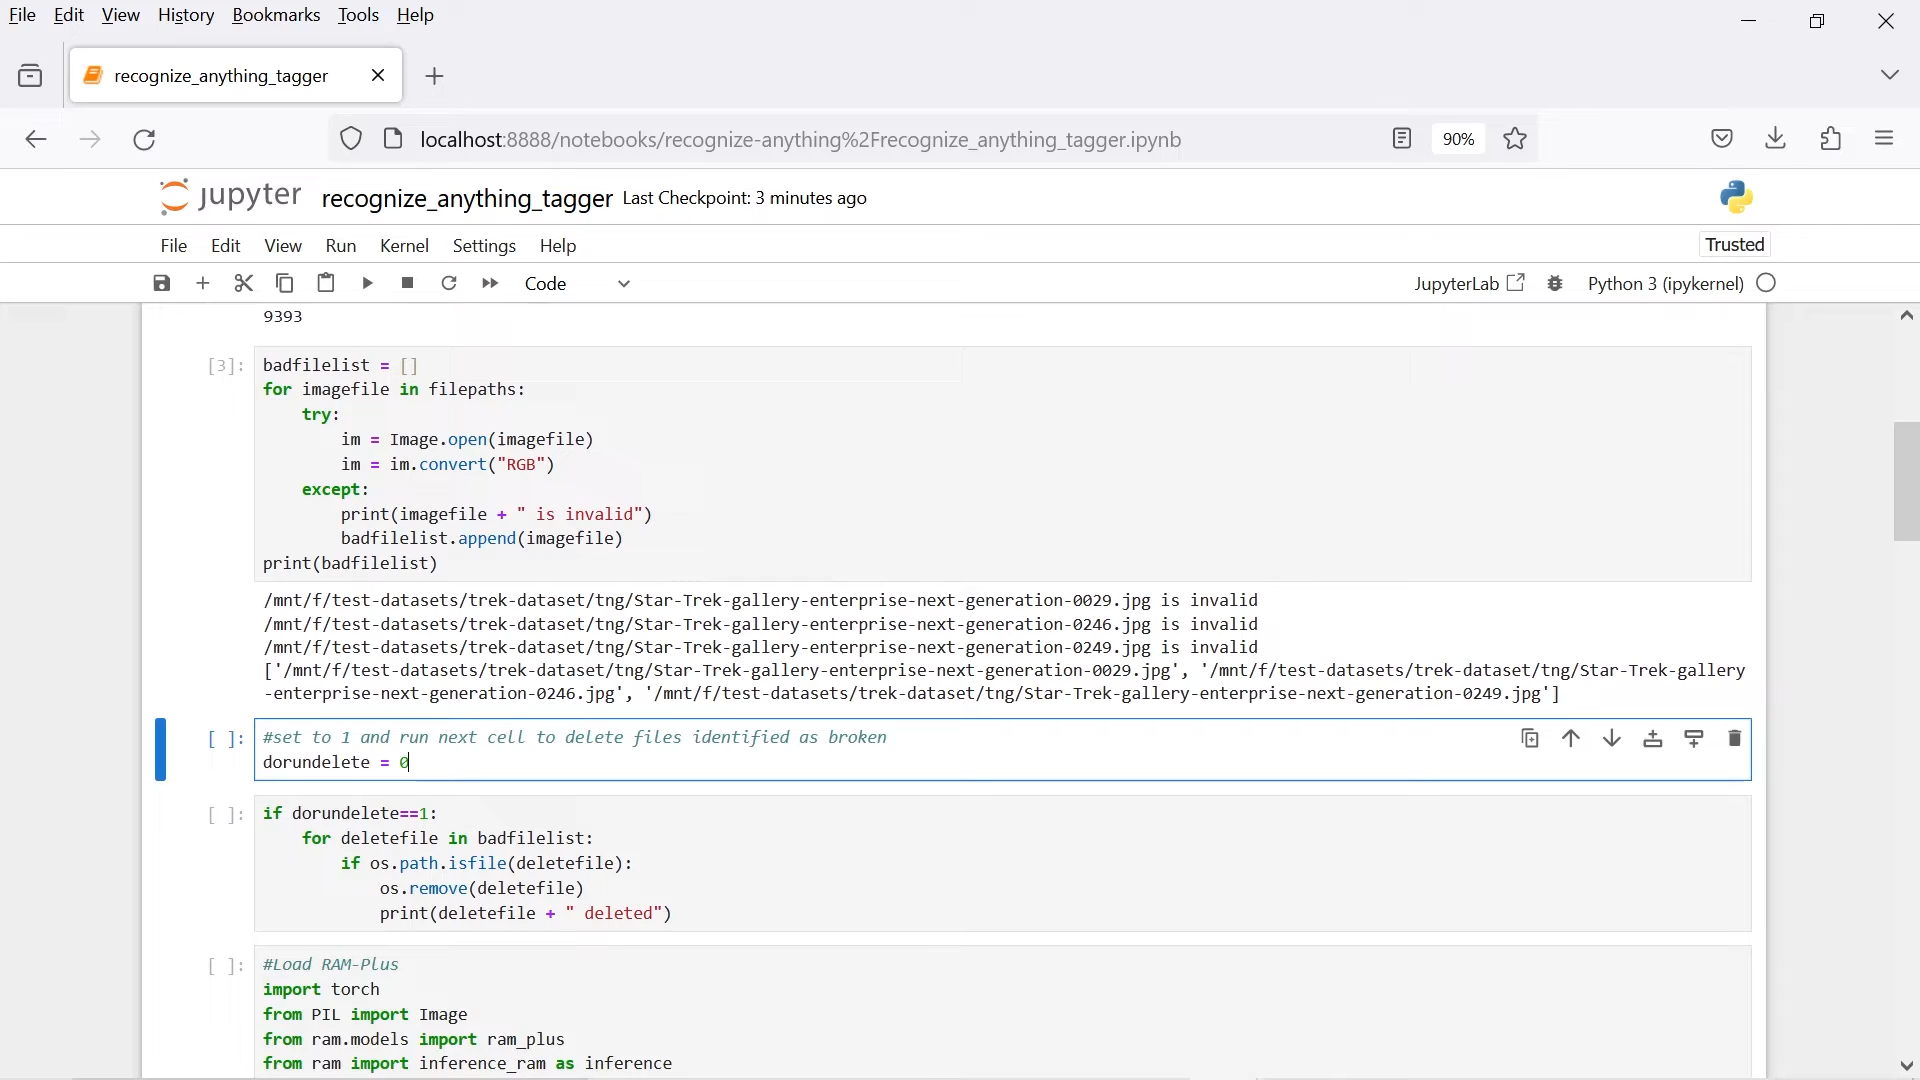 File Edit View History Bookmarks Tools Help
recognize_anything_tagger
localhost:8888/notebooks/recognize-anything%2Frecognize_anything_tagger.ipynb 90%
jupyter recognize_anything_tagger Last Checkpoint: 3 minutes ago
File Edit View Run Kernel Settings Help Trusted
Code JupyterLab Python 3 (ipykernel)
9393
[3]: badfilelist = []
for imagefile in filepaths:
    try:
        im = Image.open(imagefile)
        im = im.convert("RGB")
    except:
        print(imagefile + " is invalid")
        badfilelist.append(imagefile)
print(badfilelist)
/mnt/f/test-datasets/trek-dataset/tng/Star-Trek-gallery-enterprise-next-generation-0029.jpg is invalid
/mnt/f/test-datasets/trek-dataset/tng/Star-Trek-gallery-enterprise-next-generation-0246.jpg is invalid
/mnt/f/test-datasets/trek-dataset/tng/Star-Trek-gallery-enterprise-next-generation-0249.jpg is invalid
['/mnt/f/test-datasets/trek-dataset/tng/Star-Trek-gallery-enterprise-next-generation-0029.jpg', '/mnt/f/test-datasets/trek-dataset/tng/Star-Trek-gallery
-enterprise-next-generation-0246.jpg', '/mnt/f/test-datasets/trek-dataset/tng/Star-Trek-gallery-enterprise-next-generation-0249.jpg']
[ ]: #set to 1 and run next cell to delete files identified as broken
dorundelete = 0
[ ]: if dorundelete==1:
    for deletefile in badfilelist:
        if os.path.isfile(deletefile):
            os.remove(deletefile)
            print(deletefile + " deleted")
[ ]: #Load RAM-Plus
import torch
from PIL import Image
from ram.models import ram_plus
from ram import inference_ram as inference